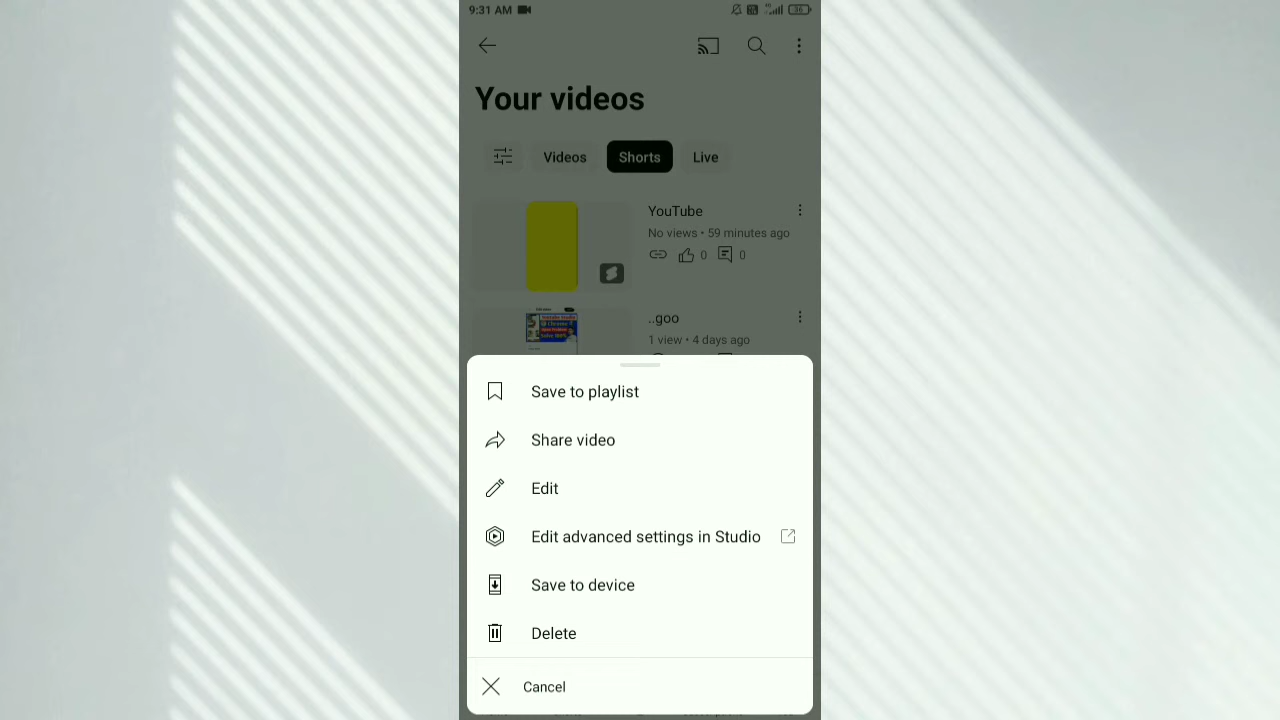 9:31 AM
36
Your videos
Videos
Shorts
Live
YouTube
No views • 59 minutes ago
0
0
..goo
1 view • 4 days ago
Save to playlist
Share video
Edit
Edit advanced settings in Studio
Save to device
Delete
Cancel